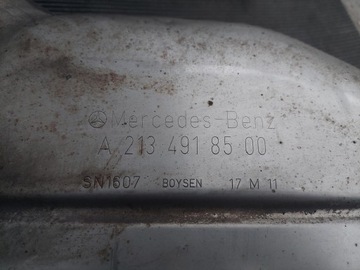 Mercedes-Benz
A 213 491 85 00
SN1607 BOYSEN 17 M 11